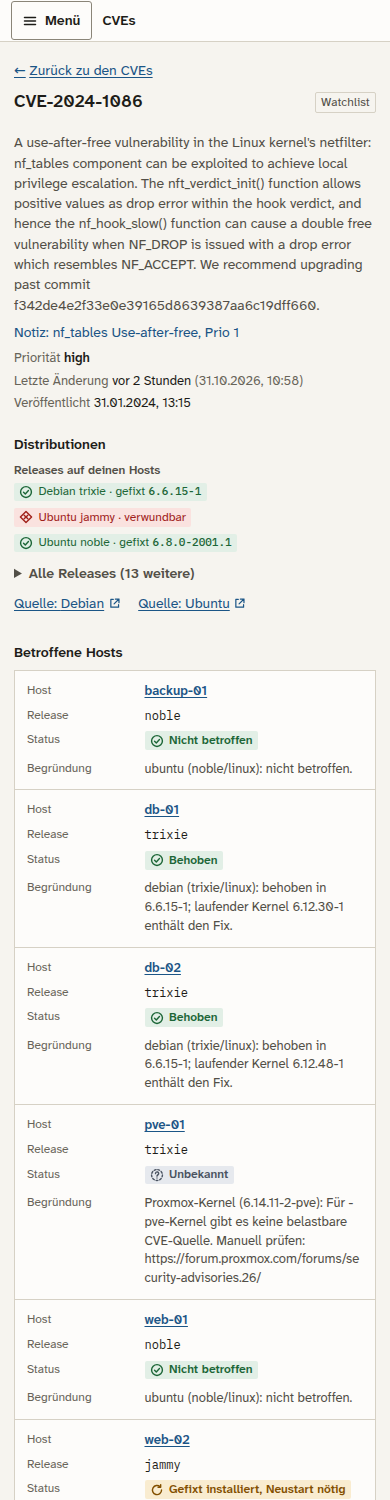 Menü
CVEs
← Zurück zu den CVEs
CVE-2024-1086
Watchlist
A use-after-free vulnerability in the Linux kernel's netfilter:
nf_tables component can be exploited to achieve local
privilege escalation. The nft_verdict_init() function allows
positive values as drop error within the hook verdict, and
hence the nf_hook_slow() function can cause a double free
vulnerability when NF_DROP is issued with a drop error
which resembles NF_ACCEPT. We recommend upgrading
past commit
f342de4e2f33e0e39165d8639387aa6c19dff660.
Notiz: nf_tables Use-after-free, Prio 1
Priorität high
Letzte Änderung vor 2 Stunden (31.10.2026, 10:58)
Veröffentlicht 31.01.2024, 13:15
Distributionen
Releases auf deinen Hosts
Debian trixie · gefixt 6.6.15-1
Ubuntu jammy · verwundbar
Ubuntu noble · gefixt 6.8.0-2001.1
Alle Releases (13 weitere)
Quelle: Debian Quelle: Ubuntu
Betroffene Hosts
Host backup-01
Release noble
Status Nicht betroffen
Begründung ubuntu (noble/linux): nicht betroffen.
Host db-01
Release trixie
Status Behoben
Begründung debian (trixie/linux): behoben in
6.6.15-1; laufender Kernel 6.12.30-1
enthält den Fix.
Host db-02
Release trixie
Status Behoben
Begründung debian (trixie/linux): behoben in
6.6.15-1; laufender Kernel 6.12.48-1
enthält den Fix.
Host pve-01
Release trixie
Status Unbekannt
Begründung Proxmox-Kernel (6.14.11-2-pve): Für -
pve-Kernel gibt es keine belastbare
CVE-Quelle. Manuell prüfen:
https://forum.proxmox.com/forums/se
curity-advisories.26/
Host web-01
Release noble
Status Nicht betroffen
Begründung ubuntu (noble/linux): nicht betroffen.
Host web-02
Release jammy
Status Gefixt installiert, Neustart nötig